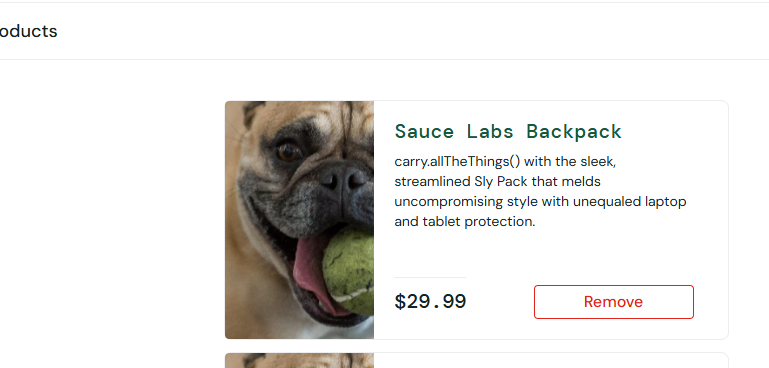 oducts
Sauce Labs Backpack
carry.allTheThings() with the sleek,
streamlined Sly Pack that melds
uncompromising style with unequaled laptop
and tablet protection.
$29.99
Remove